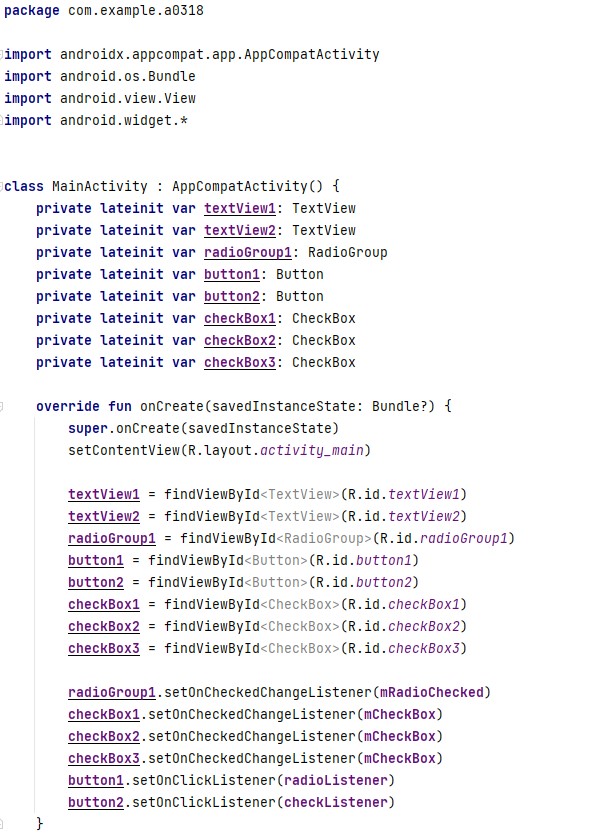 package com.example.a0318
import androidx.appcompat.app.AppCompatActivity
import android.os.Bundle
import android.view.View
import android.widget.*
class MainActivity : AppCompatActivity() {
private lateinit var textView1: TextView
private lateinit var textView2: TextView
private lateinit var radioGroup1: RadioGroup
private lateinit var button1: Button
private lateinit var button2: Button
private lateinit var checkBox1: CheckBox
private lateinit var checkBox2: CheckBox
private lateinit var checkBox3: CheckBox
override fun onCreate(savedInstanceState: Bundle?) {
super.onCreate(savedInstanceState)
setContentView(R.layout.activity_main)
textView1 = findViewById<TextView>(R.id.textView1)
textView2 = findViewById<TextView>(R.id.textView2)
radioGroup1 = findViewById<RadioGroup>(R.id.radioGroup1)
button1 = findViewById<Button>(R.id.button1)
button2 = findViewById<Button>(R.id.button2)
checkBox1 = findViewById<CheckBox>(R.id.checkBox1)
checkBox2 = findViewById<CheckBox>(R.id.checkBox2)
checkBox3 = findViewById<CheckBox>(R.id.checkBox3)
radioGroup1.setOnCheckedChangeListener(mRadioChecked)
checkBox1.setOnCheckedChangeListener(mCheckBox)
checkBox2.setOnCheckedChangeListener(mCheckBox)
checkBox3.setOnCheckedChangeListener(mCheckBox)
button1.setOnClickListener(radioListener)
button2.setOnClickListener(checkListener)
}